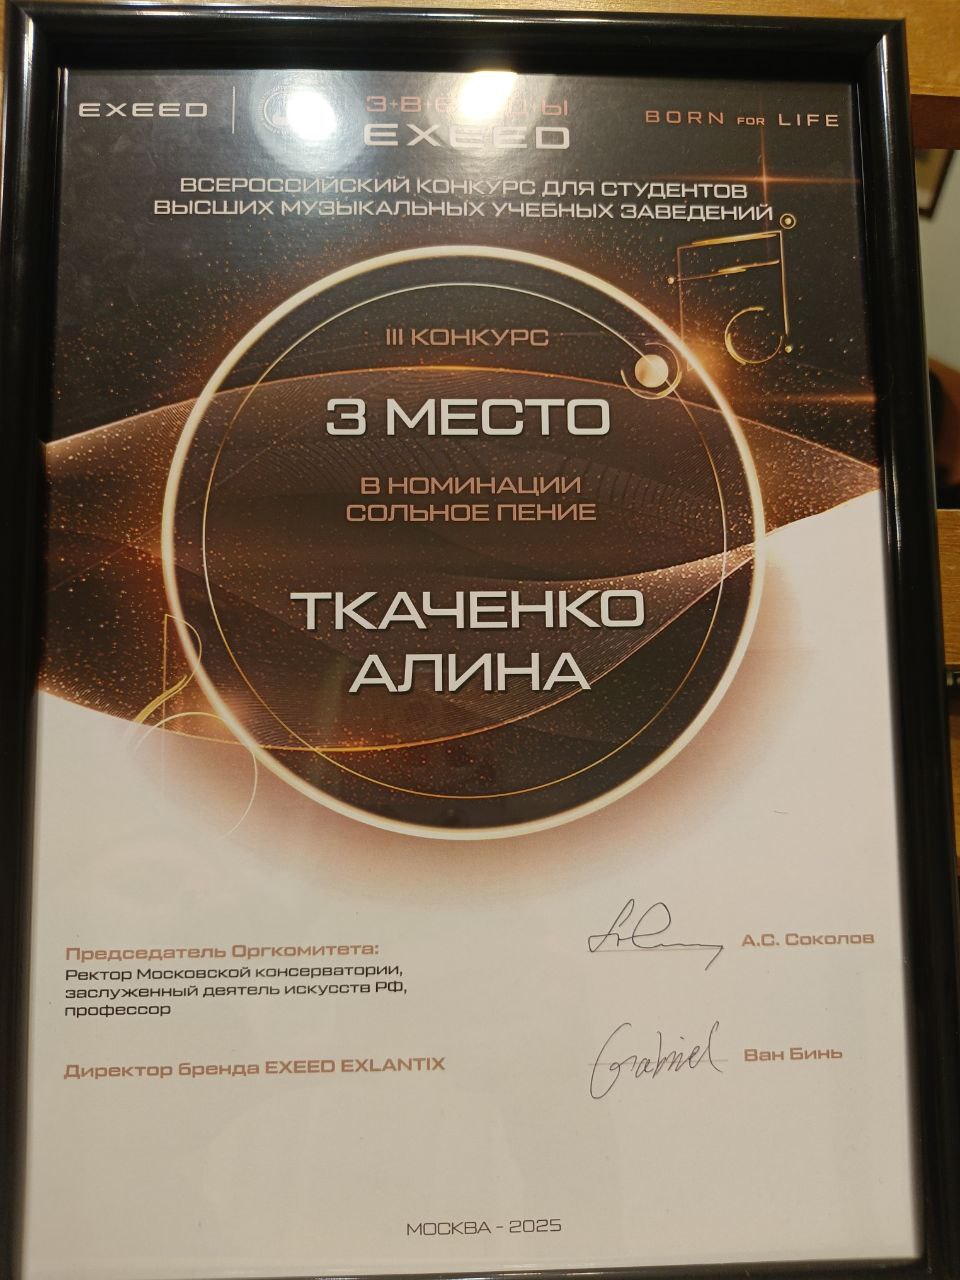 EXEED
EXEED
BORN FOR LIFE
ВСЕРОССИЙСКИЙ КОНКУРС ДЛЯ СТУДЕНТОВ
ВЫСШИХ МУЗЫКАЛЬНЫХ УЧЕБНЫХ ЗАВЕДЕНИЙ
III КОНКУРС
3 МЕСТО
В НОМИНАЦИИ
СОЛЬНОЕ ПЕНИЕ
ТКАЧЕНКО
АЛИНА
Председатель Оргкомитета:
Ректор Московской консерватории,
заслуженный деятель искусств РФ,
профессор
А.С. Соколов
Директор бренда EXEED EXLANTIX
Gabriel
Ван Бинь
МОСКВА - 2025